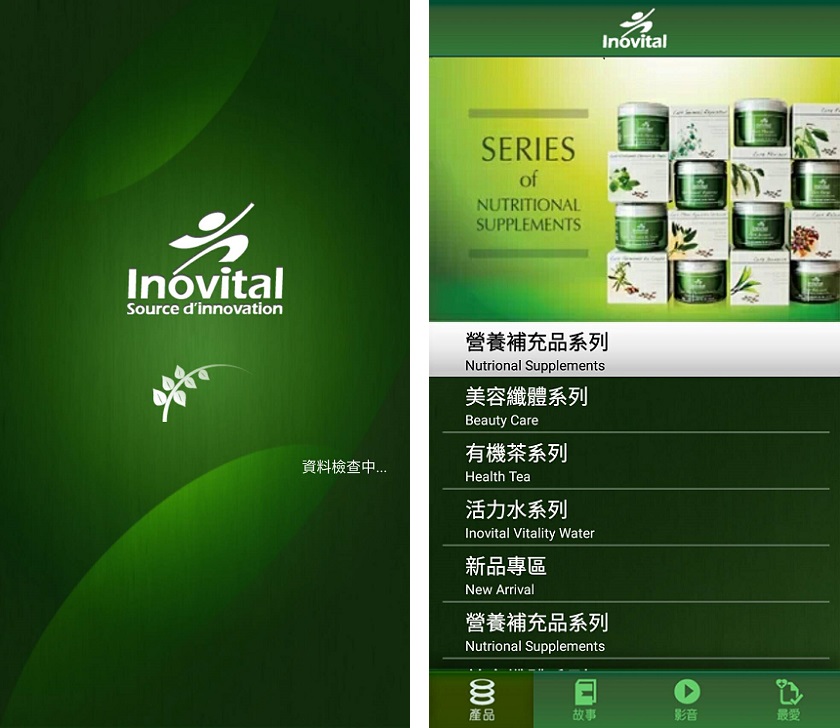 Inovital
Source d'innovation
資料檢查中...
Inovital
SERIES
of
NUTRITIONAL
SUPPLEMENTS
營養補充品系列
Nutrional Supplements
美容纖體系列
Beauty Care
有機茶系列
Health Tea
活力水系列
Inovital Vitality Water
新品專區
New Arrival
營養補充品系列
Nutrional Supplements
產品
故事
影音
最愛